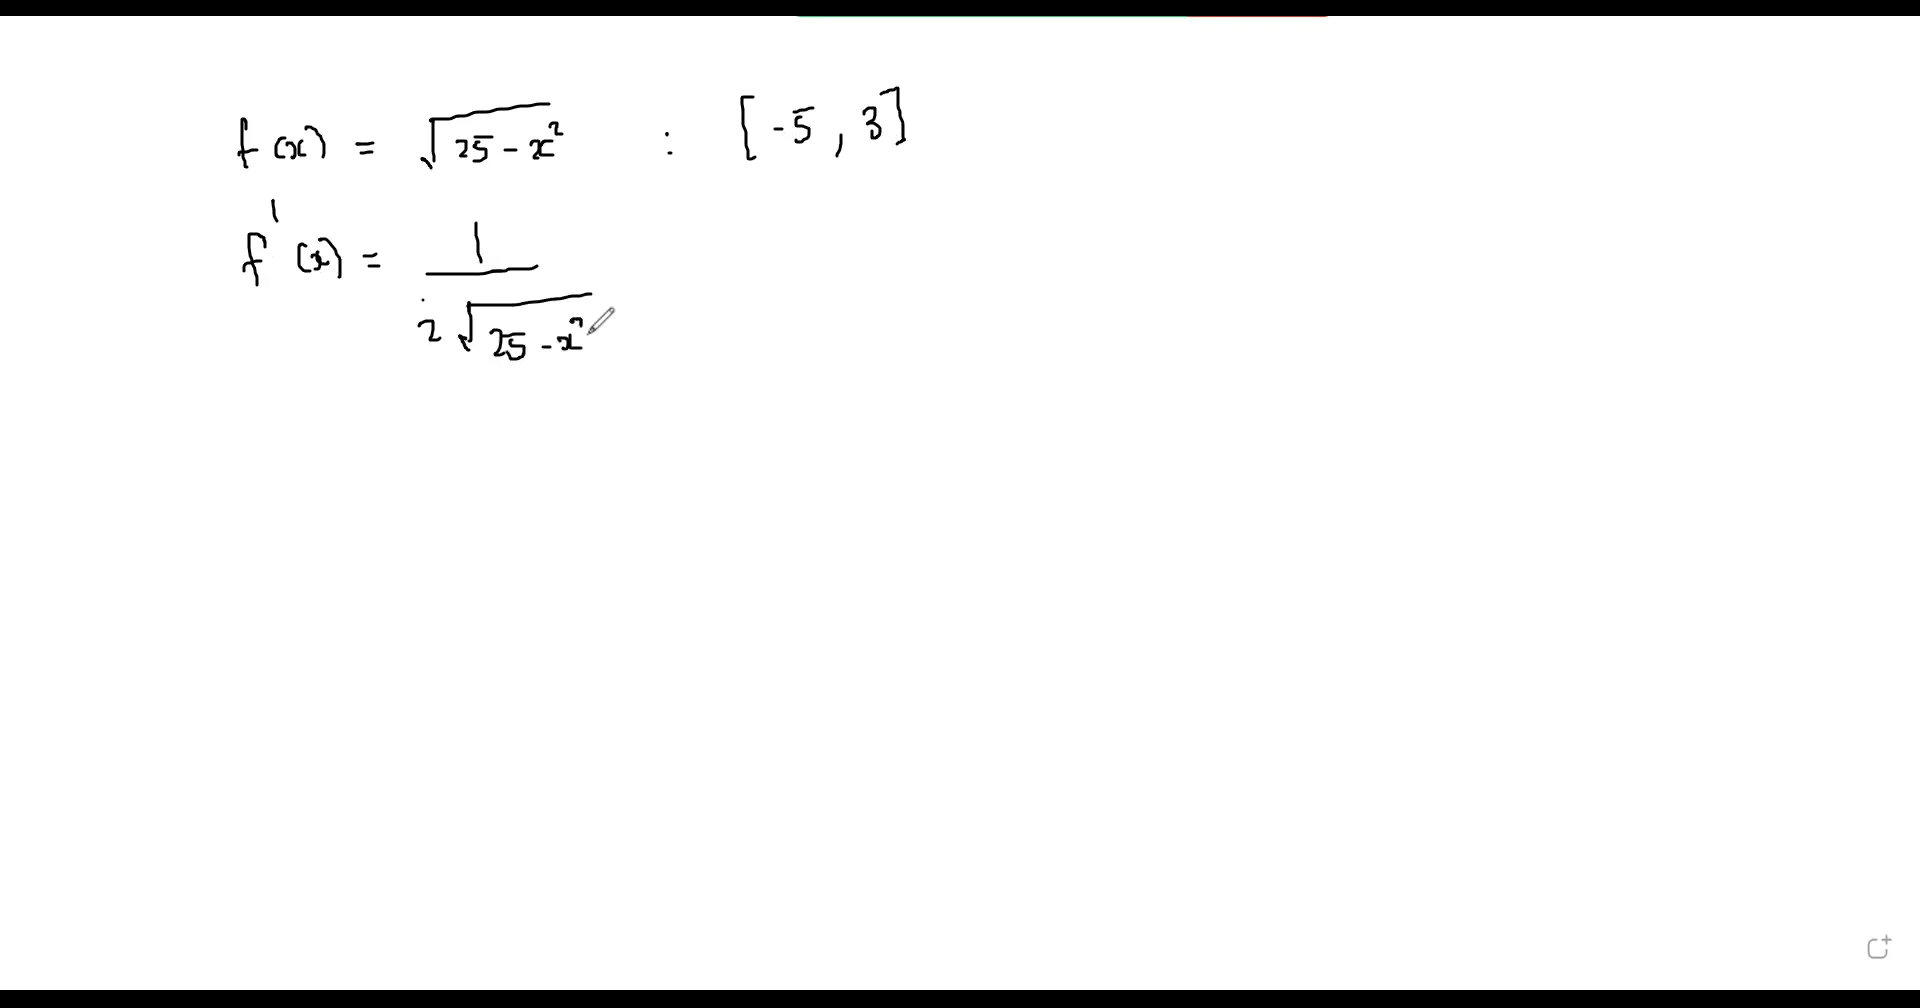 f(x) = √(25 - x²) : [-5, 3]
f'(x) = 1 / (2√(25 - x²))